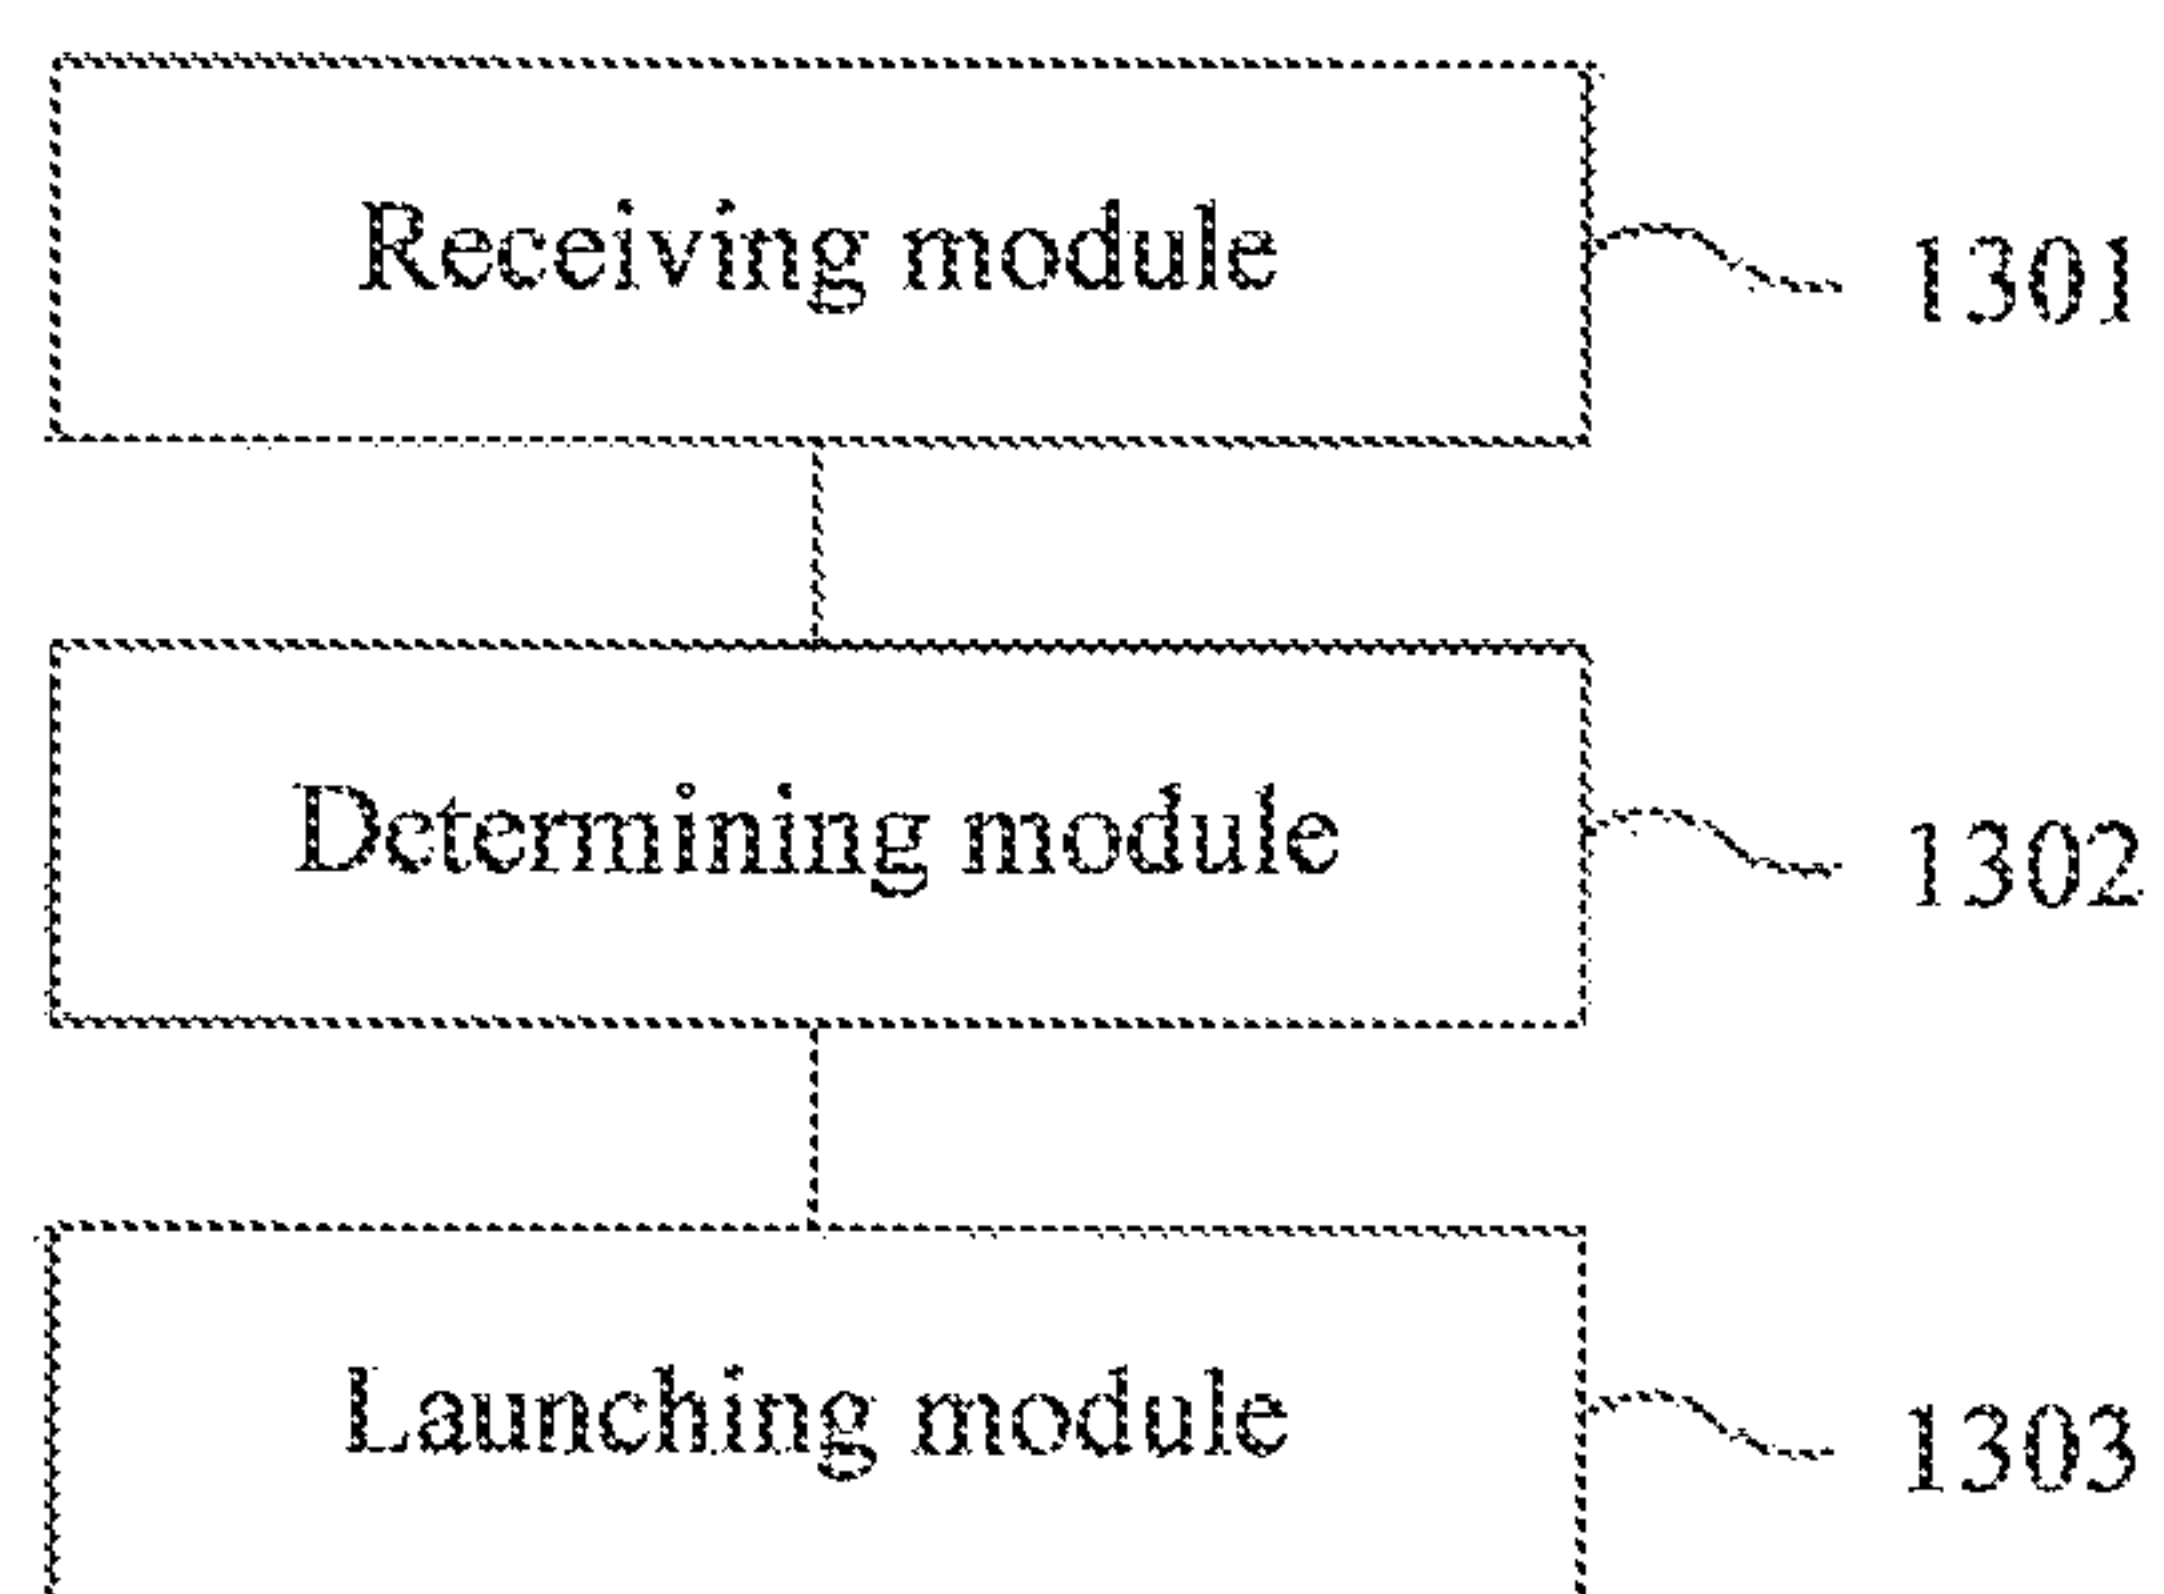 Receiving module
1301
Determining module
1302
Launching module
1303